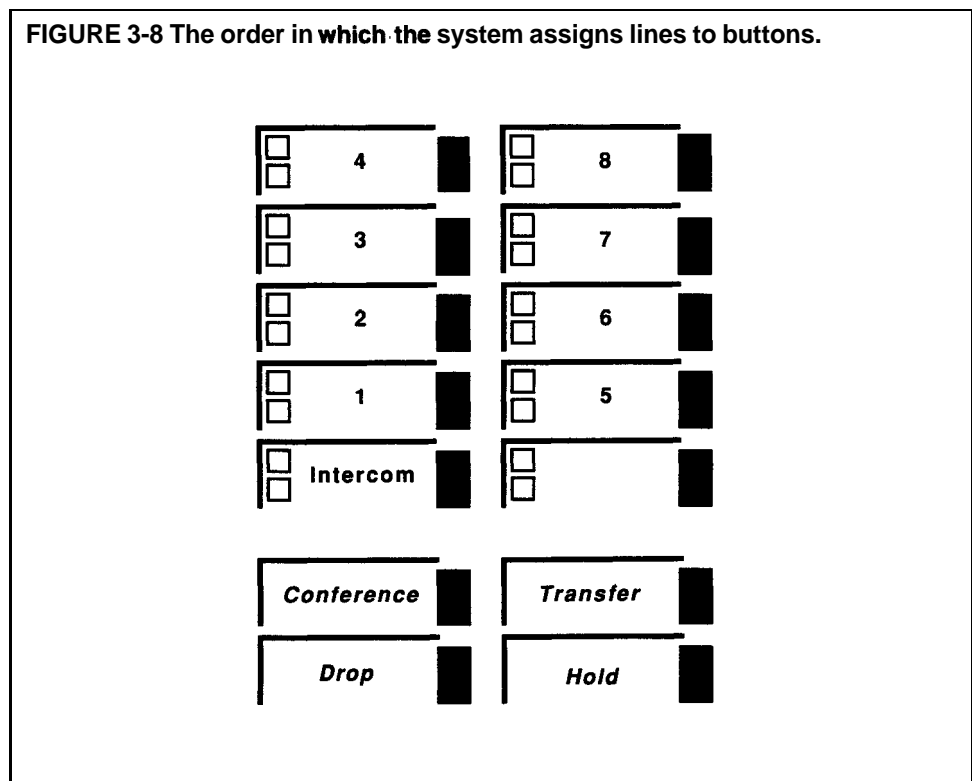 FIGURE 3-8 The order in which the system assigns lines to buttons.
4 8
3 7
2 6
1 5
Intercom
Conference Transfer
Drop Hold